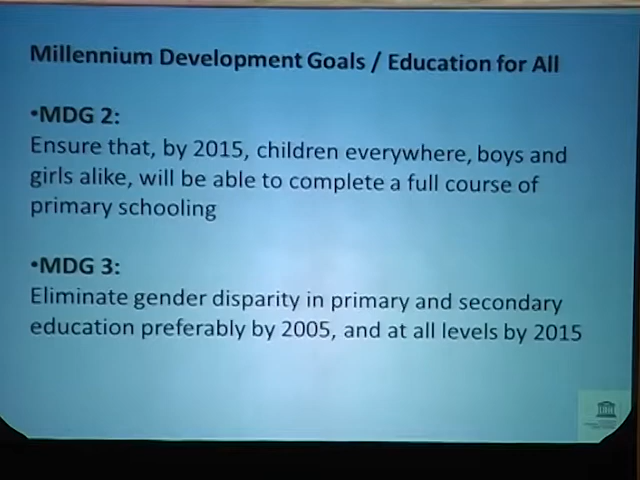 Millennium Development Goals / Education for All
•MDG 2:
Ensure that, by 2015, children everywhere, boys and
girls alike, will be able to complete a full course of
primary schooling
•MDG 3:
Eliminate gender disparity in primary and secondary
education preferably by 2005, and at all levels by 2015